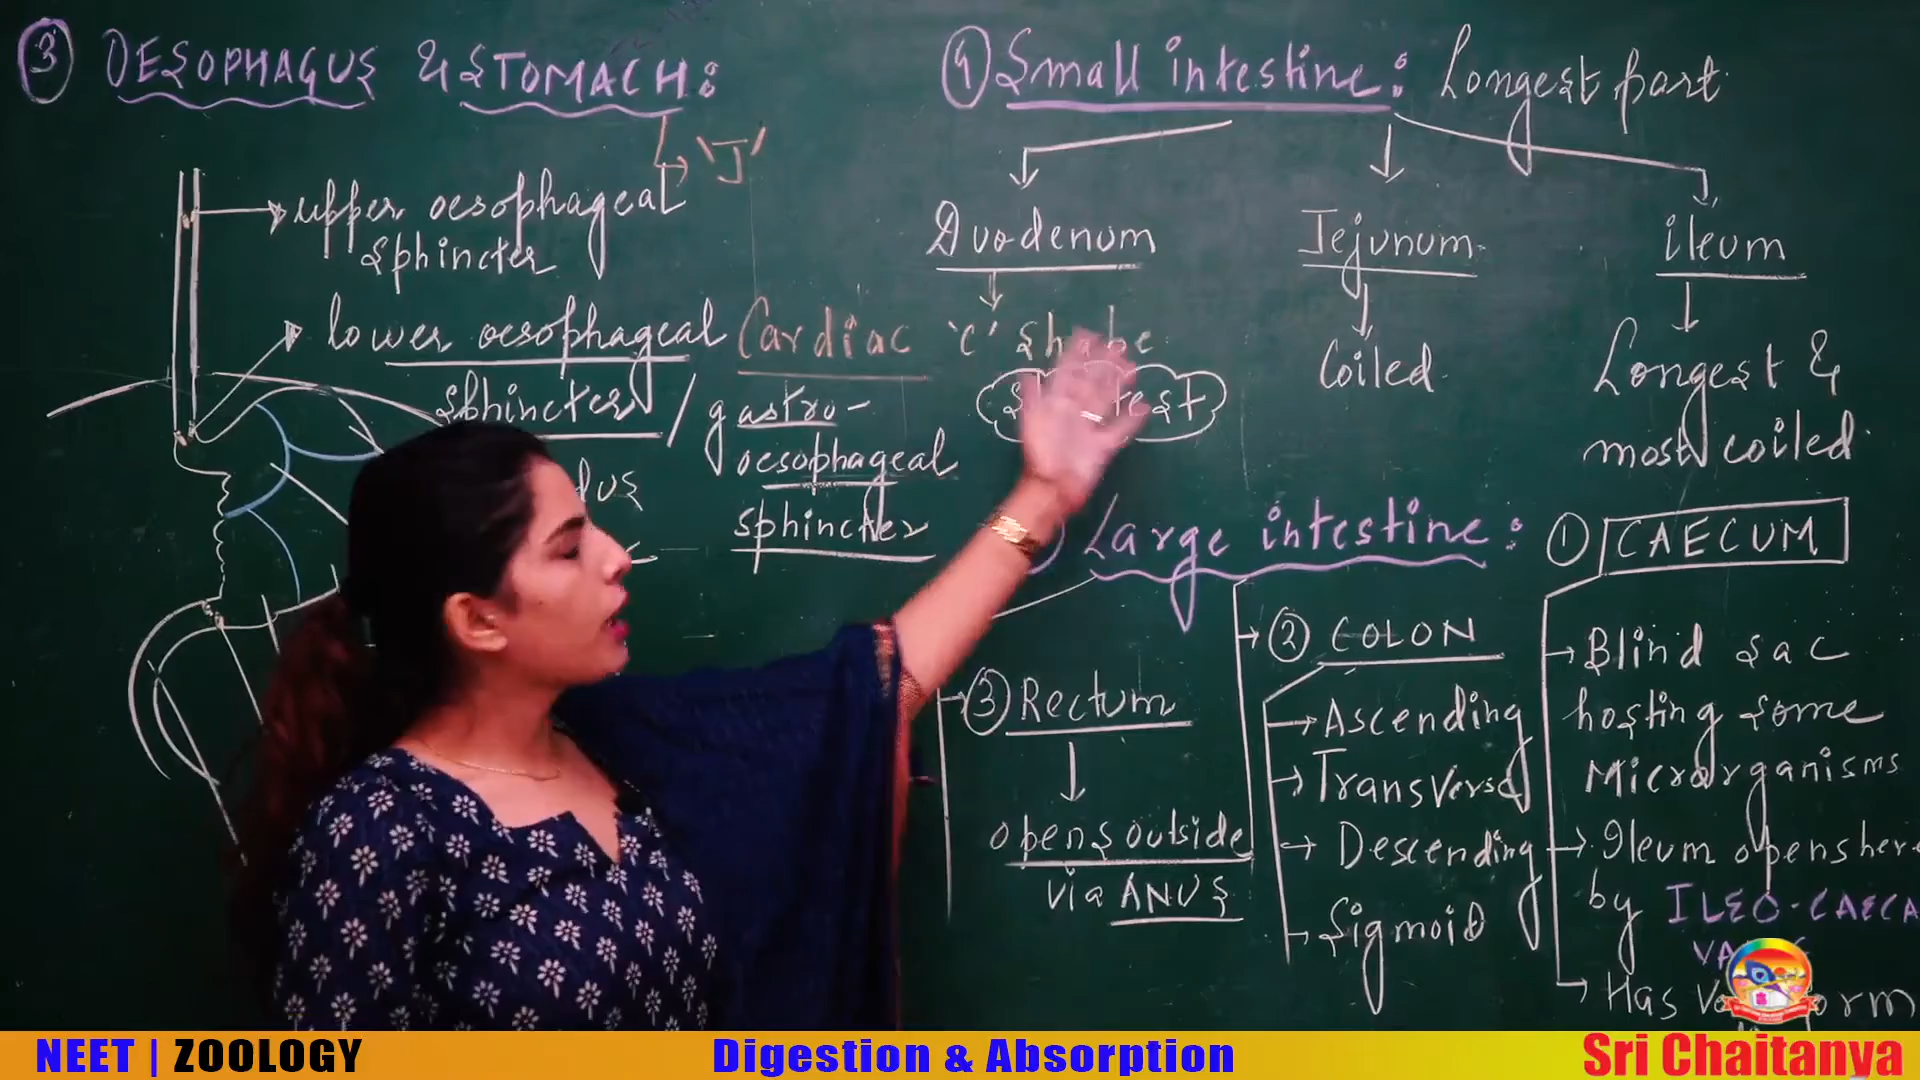 ③ OESOPHAGUS & STOMACH:
'J'
upper oesophageal
sphincter
lower oesophageal Cardiac
sphincter / gastro-
oesophageal
sphincter
④ Small intestine: Longest part
Duodenum
'C' shape
Jejunum
Coiled
ileum
Longest &
most coiled
Large intestine:
① CAECUM
Blind sac
hosting some
Microrganisms
Ileum opens here
by ILEO-CAECA
Has
② COLON
Ascending
Transverse
Descending
Sigmoid
③ Rectum
opens outside
via ANUS
NEET | ZOOLOGY
Digestion & Absorption
Sri Chaitanya